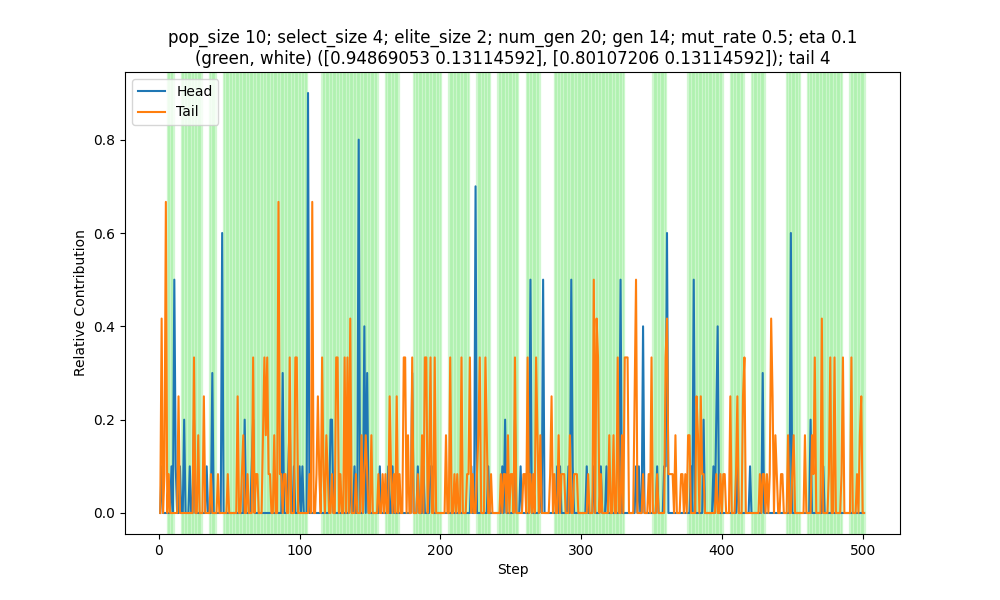 pop_size 10; select_size 4; elite_size 2; num_gen 20; gen 14; mut_rate 0.5; eta 0.1
(green, white) ([0.94869053 0.13114592], [0.80107206 0.13114592]); tail 4
Head
Tail
0.8
0.6
0.4
0.2
0.0
Relative Contribution
0 100 200 300 400 500
Step